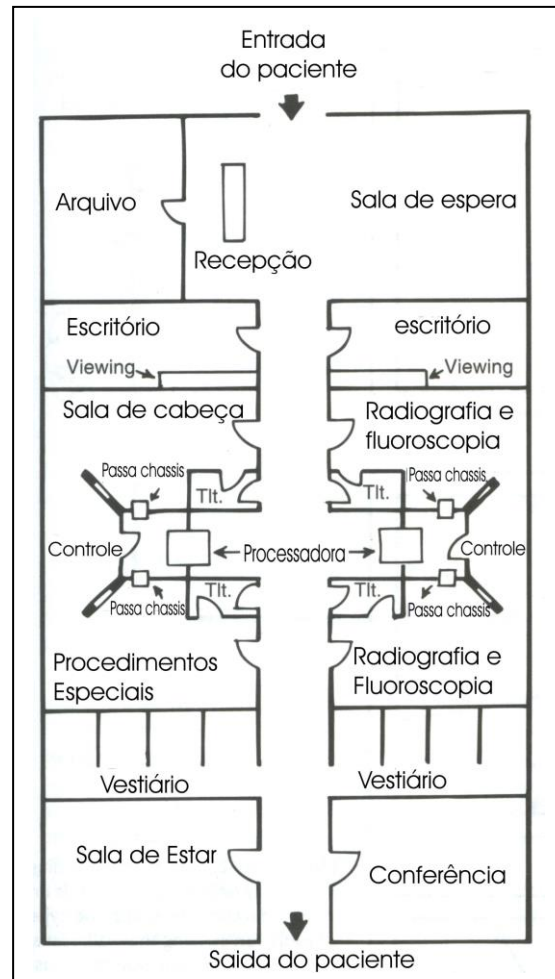 Entrada
do paciente
Arquivo
Sala de espera
Recepção
Escritório
escritório
Viewing
Viewing
Sala de cabeça
Radiografia e
fluoroscopia
Passa chassis
Tlt.
Tlt.
Passa chassis
Controle
Processadora
Controle
Passa chassis
Tlt.
Tlt.
Passa chassis
Procedimentos
Especiais
Radiografia e
Fluoroscopia
Vestiário
Vestiário
Sala de Estar
Conferência
Saida do paciente